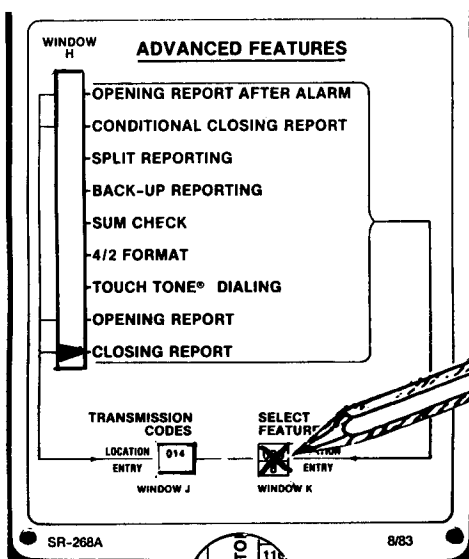 WINDOW
H
ADVANCED FEATURES
OPENING REPORT AFTER ALARM
CONDITIONAL CLOSING REPORT
SPLIT REPORTING
BACK-UP REPORTING
SUM CHECK
4/2 FORMAT
TOUCH TONE® DIALING
OPENING REPORT
CLOSING REPORT
TRANSMISSION
CODES
SELECT
FEATURE
LOCATION
ENTRY
014
ENTRY
WINDOW J
WINDOW K
SR-268A
8/83